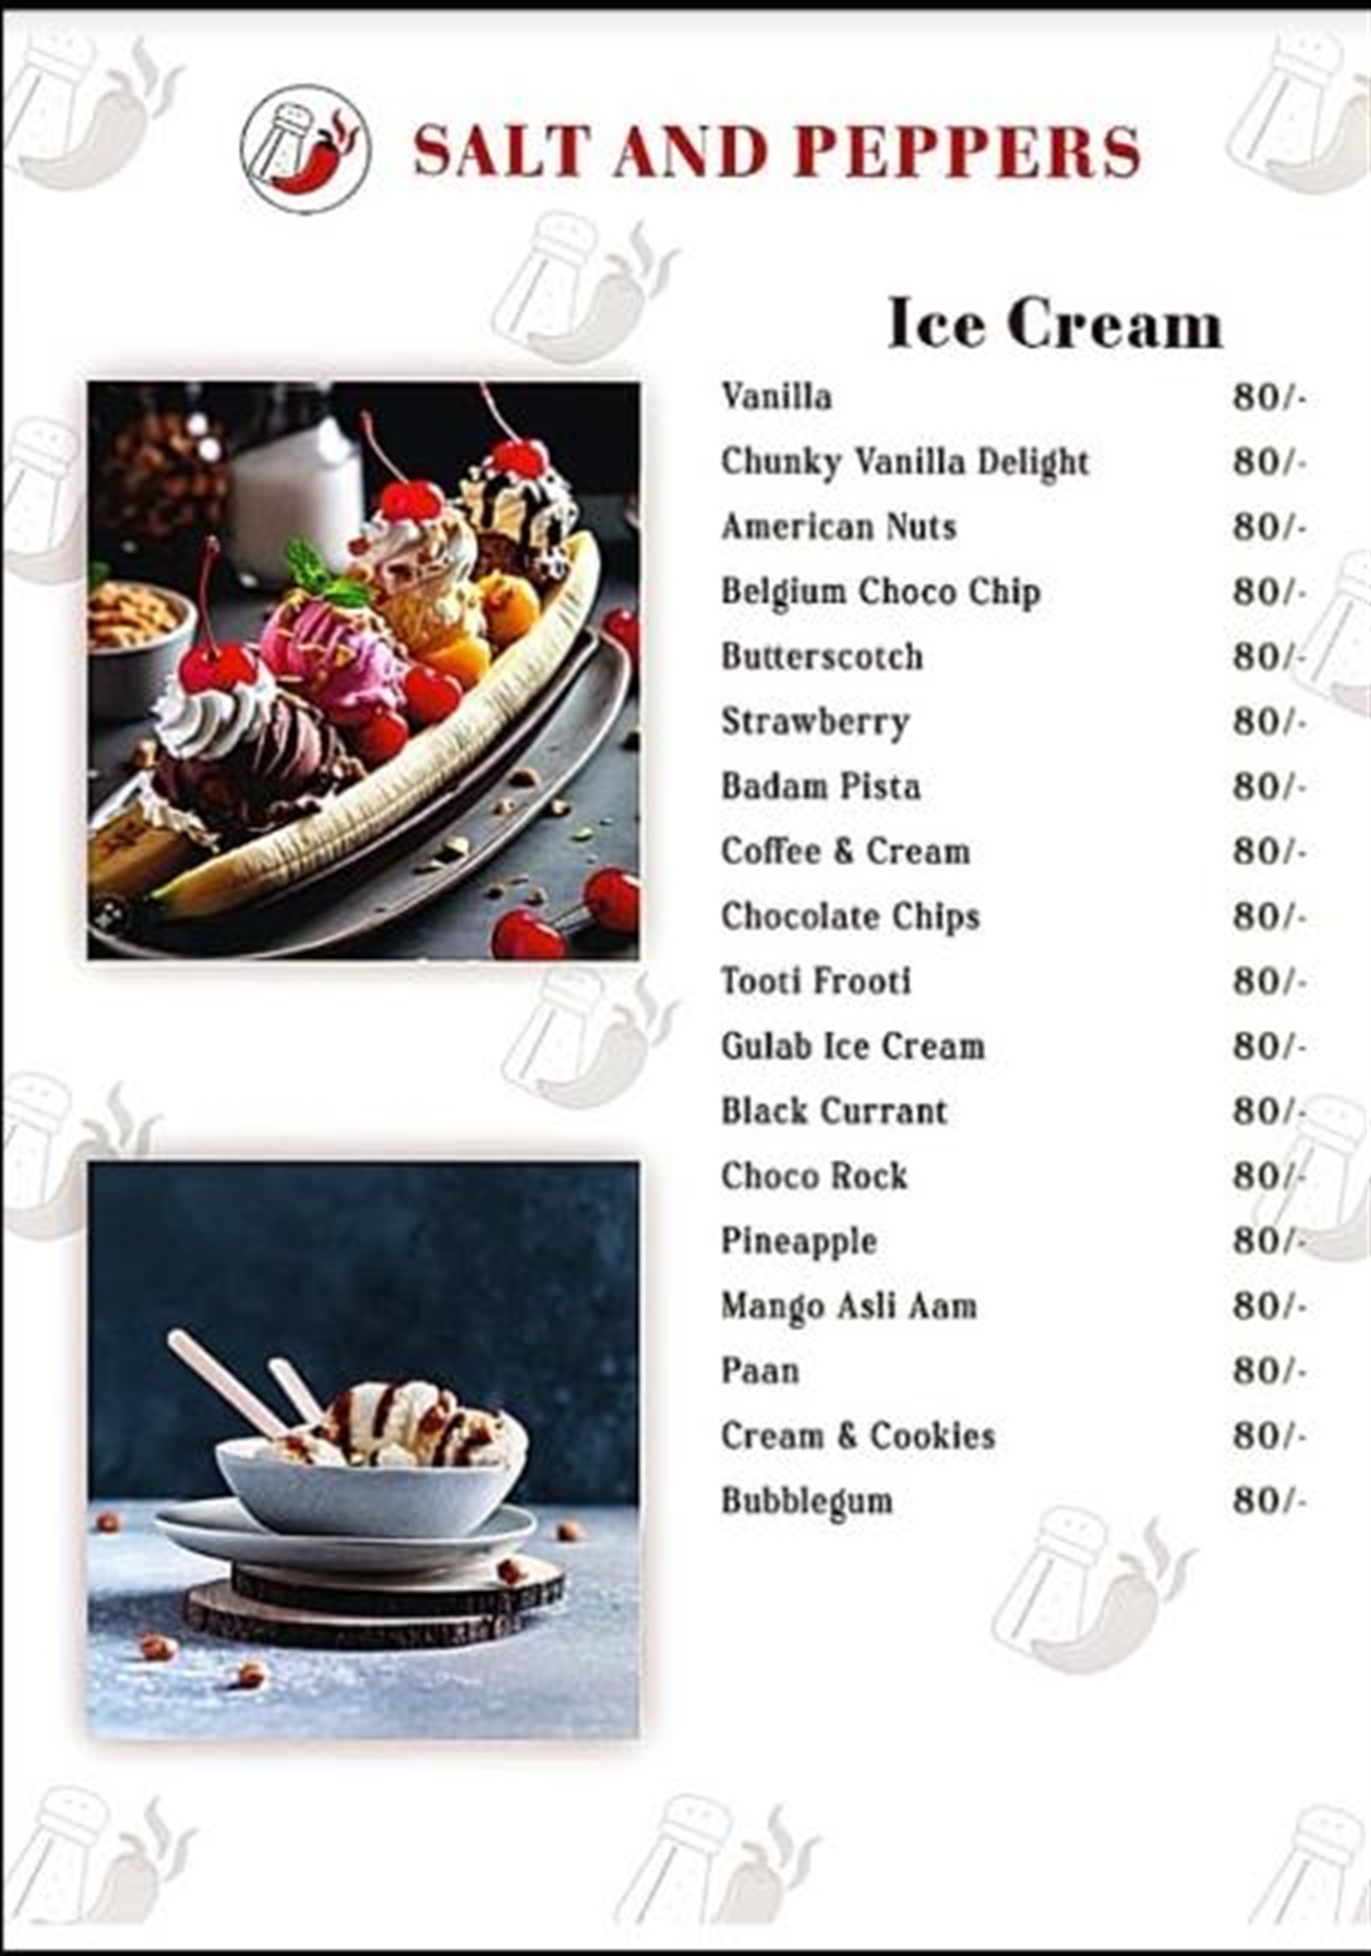 SALT AND PEPPERS
Ice Cream
Vanilla 80/-
Chunky Vanilla Delight 80/-
American Nuts 80/-
Belgium Choco Chip 80/-
Butterscotch 80/-
Strawberry 80/-
Badam Pista 80/-
Coffee & Cream 80/-
Chocolate Chips 80/-
Tooti Frooti 80/-
Gulab Ice Cream 80/-
Black Currant 80/-
Choco Rock 80/-
Pineapple 80/-
Mango Asli Aam 80/-
Paan 80/-
Cream & Cookies 80/-
Bubblegum 80/-